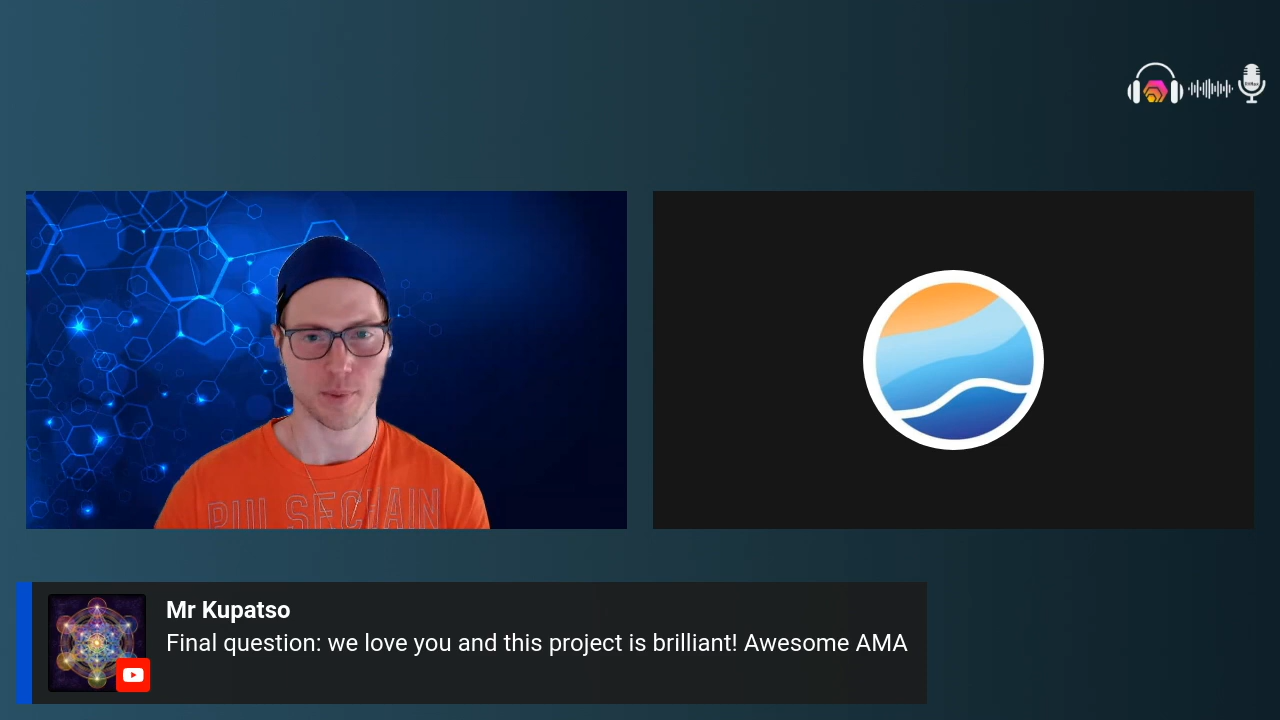 PULSECHAIN
Mr Kupatso
Final question: we love you and this project is brilliant! Awesome AMA